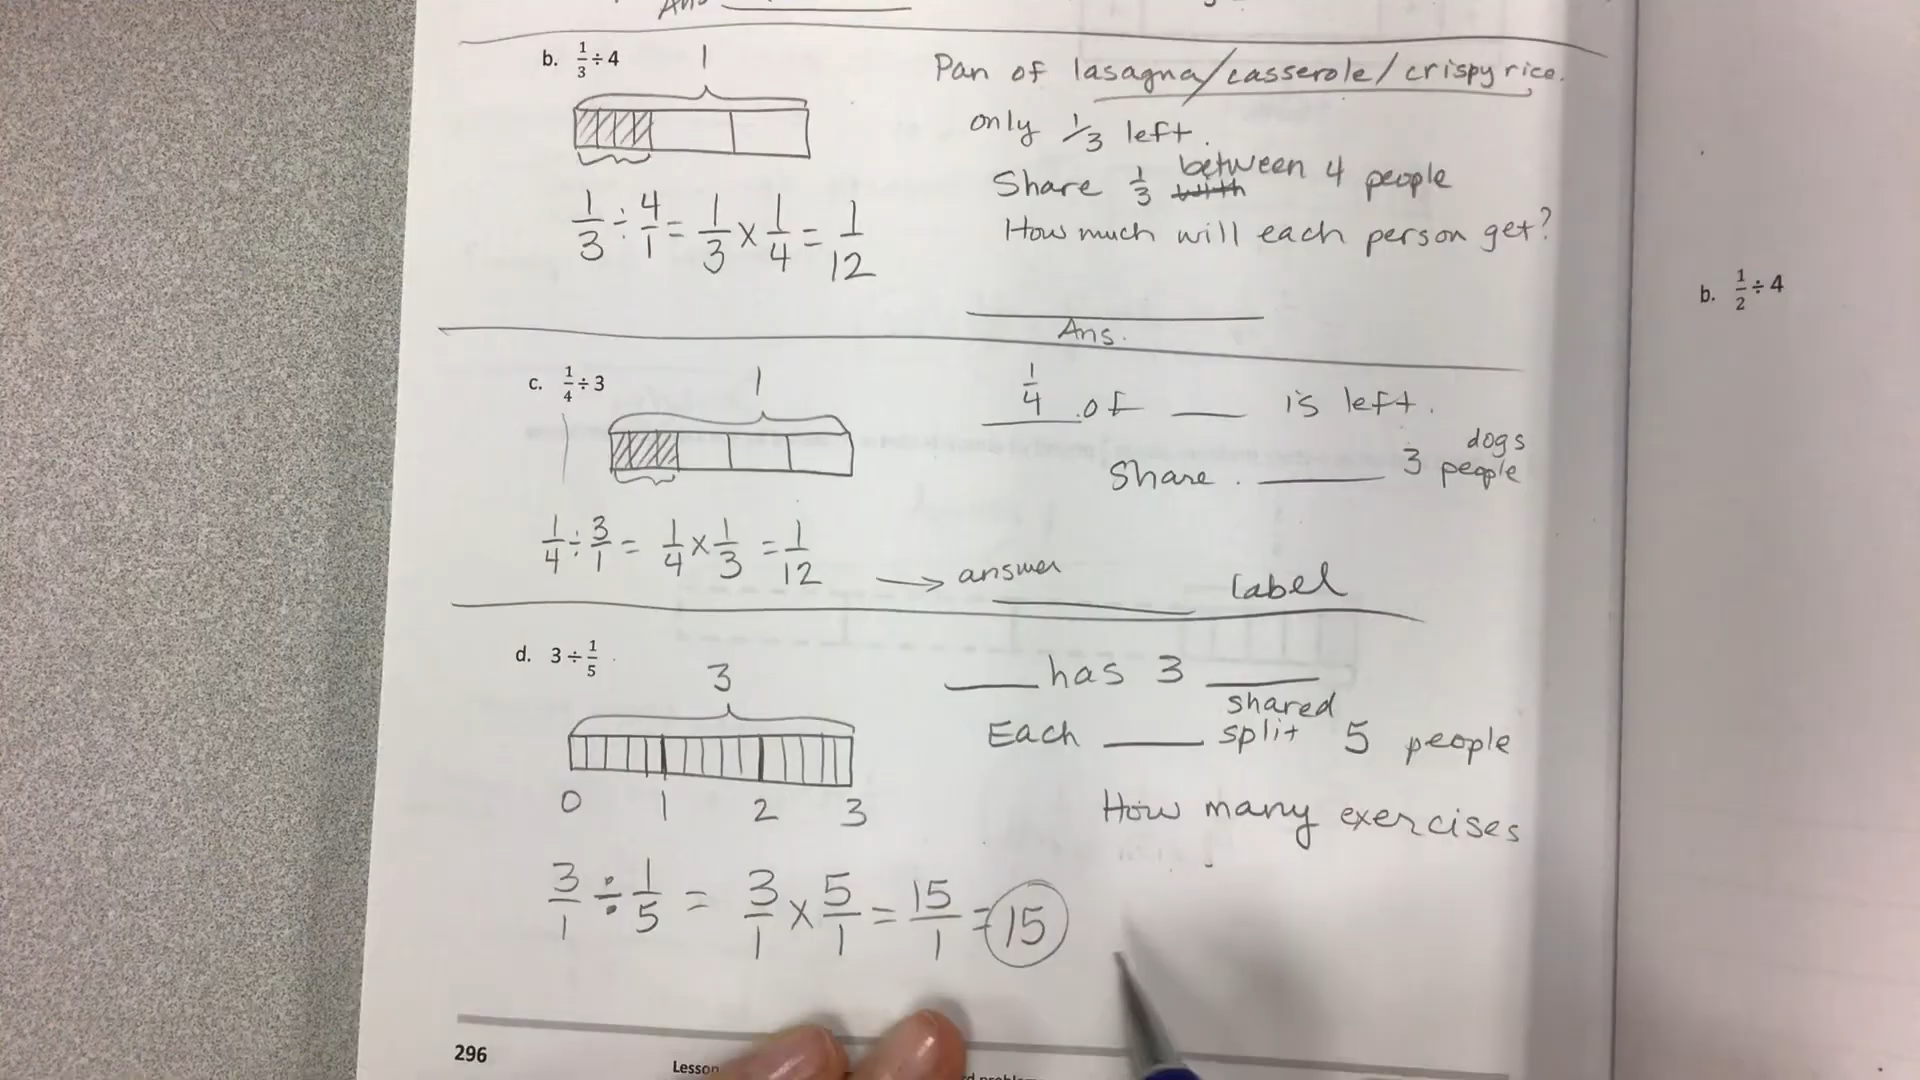 b. 1/3 ÷ 4
1
Pan of lasagna/casserole/crispy rice.
only 1/3 left.
Share 1/3 between 4 people
How much will each person get?
1/3 ÷ 4/1 = 1/3 x 1/4 = 1/12
Ans.
c. 1/4 ÷ 3
1
1/4 of ___ is left.
dogs
Share. ___ 3 people
1/4 ÷ 3/1 = 1/4 x 1/3 = 1/12
→ answer ___ label
d. 3 ÷ 1/5
3
0 1 2 3
___ has 3 ___
shared
Each ___ split 5 people
How many exercises
3/1 ÷ 1/5 = 3/1 x 5/1 = 15/1 = 15
296
Lesson
b. 1/2 ÷ 4